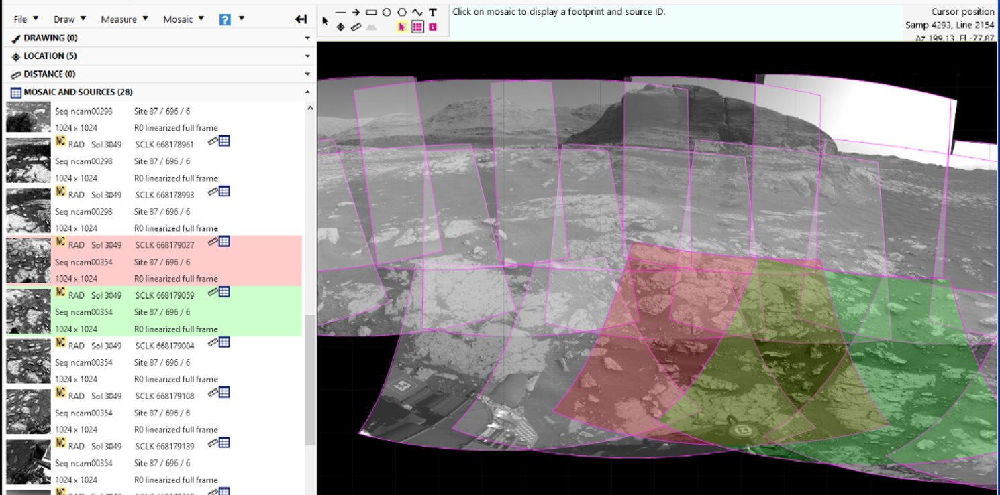 File Draw Measure Mosaic ?
DRAWING (0)
LOCATION (5)
DISTANCE (0)
MOSAIC AND SOURCES (28)
Seq ncam00298 Site 87 / 696 / 6
1024 x 1024 R0 linearized full frame
NC RAD Sol 3049 SCLK 668178961
Seq ncam00298 Site 87 / 696 / 6
1024 x 1024 R0 linearized full frame
NC RAD Sol 3049 SCLK 668178993
Seq ncam00298 Site 87 / 696 / 6
1024 x 1024 R0 linearized full frame
NC RAD Sol 3049 SCLK 668179027
Seq ncam00354 Site 87 / 696 / 6
1024 x 1024 R0 linearized full frame
NC RAD Sol 3049 SCLK 668179059
Seq ncam00354 Site 87 / 696 / 6
1024 x 1024 R0 linearized full frame
NC RAD Sol 3049 SCLK 668179084
Seq ncam00354 Site 87 / 696 / 6
1024 x 1024 R0 linearized full frame
NC RAD Sol 3049 SCLK 668179108
Seq ncam00354 Site 87 / 696 / 6
1024 x 1024 R0 linearized full frame
NC RAD Sol 3049 SCLK 668179139
Seq ncam00354 Site 87 / 696 / 6
1024 x 1024 R0 linearized full frame
NC RAD Sol 3049 SCLK
T
Click on mosaic to display a footprint and source ID.
Cursor position
Samp 4293, Line 2154
Az 199.13, El -77.87